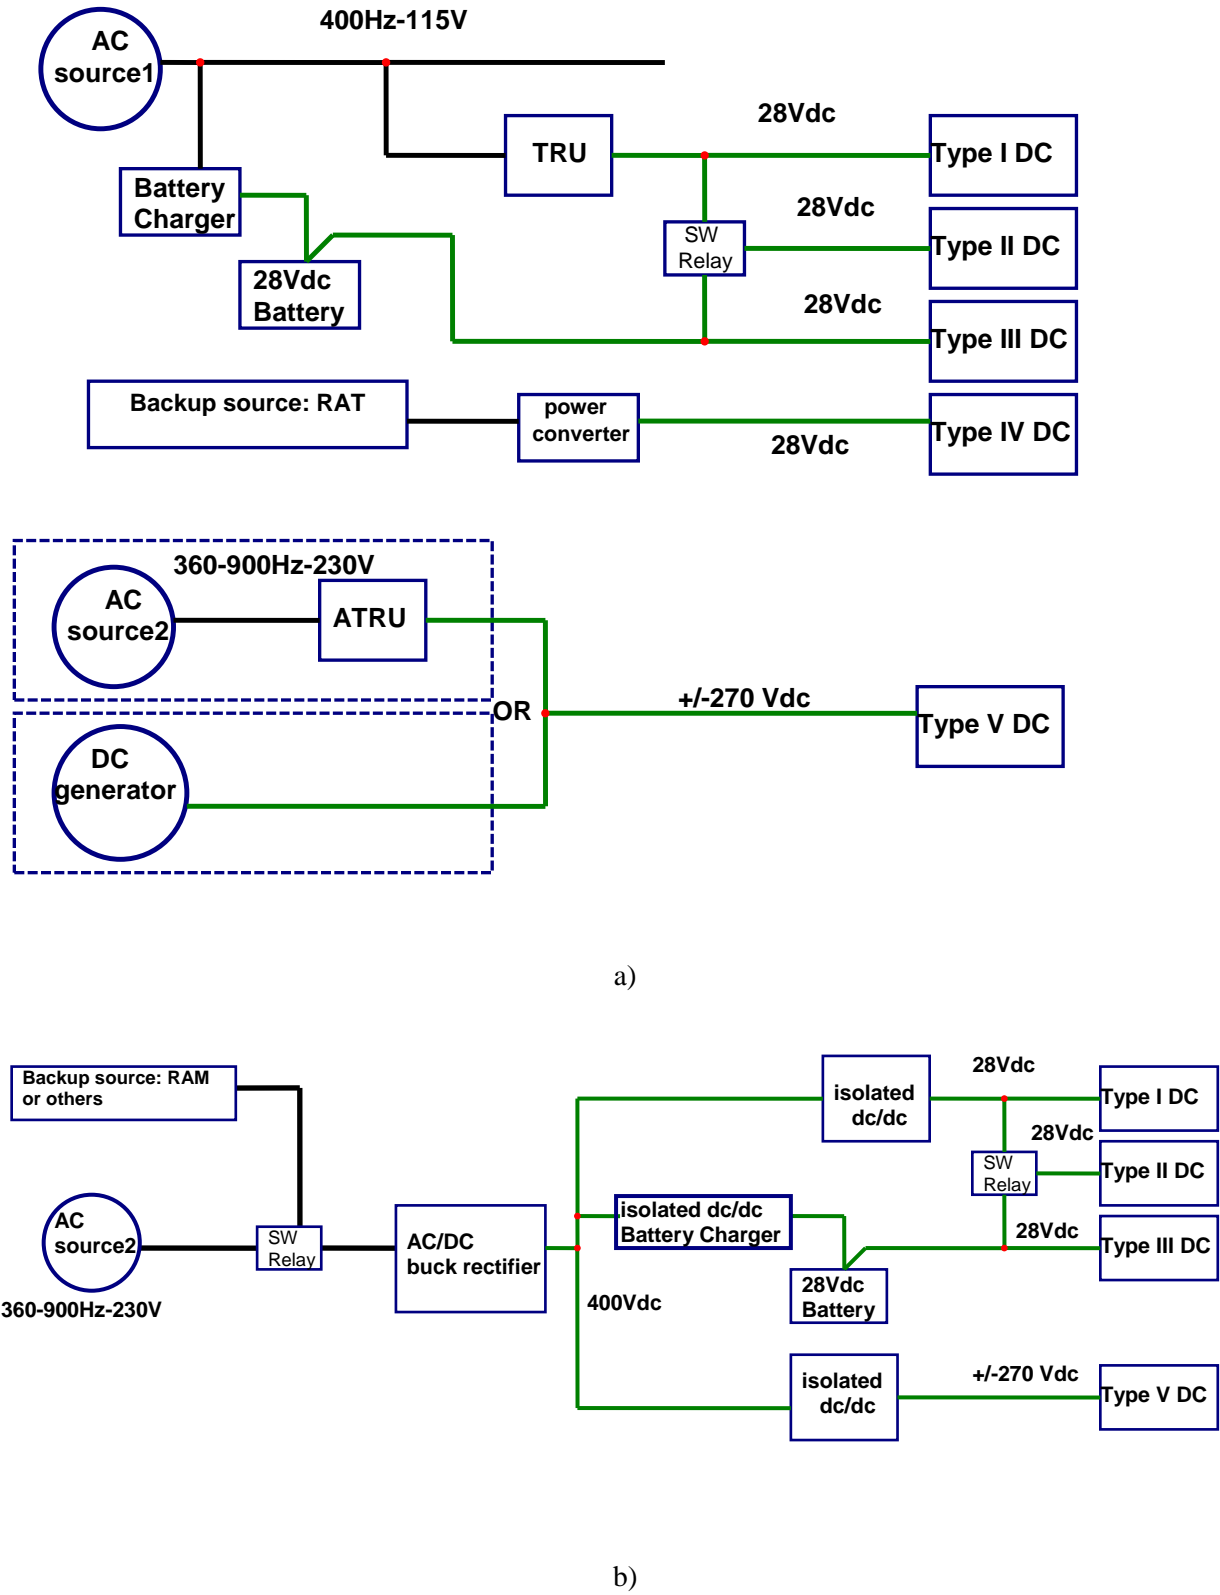 400Hz-115V
AC
source1
28Vdc
TRU
Type I DC
Battery
Charger
28Vdc
SW
Relay
Type II DC
28Vdc
Battery
28Vdc
Type III DC
Backup source: RAT
power
converter
28Vdc
Type IV DC
360-900Hz-230V
AC
source2
ATRU
OR
+/-270 Vdc
Type V DC
DC
generator
a)
Backup source: RAM
or others
isolated
dc/dc
28Vdc
Type I DC
28Vdc
SW
Relay
Type II DC
AC
source2
SW
Relay
AC/DC
buck rectifier
isolated dc/dc
Battery Charger
28Vdc
Type III DC
360-900Hz-230V
400Vdc
28Vdc
Battery
isolated
dc/dc
+/-270 Vdc
Type V DC
b)